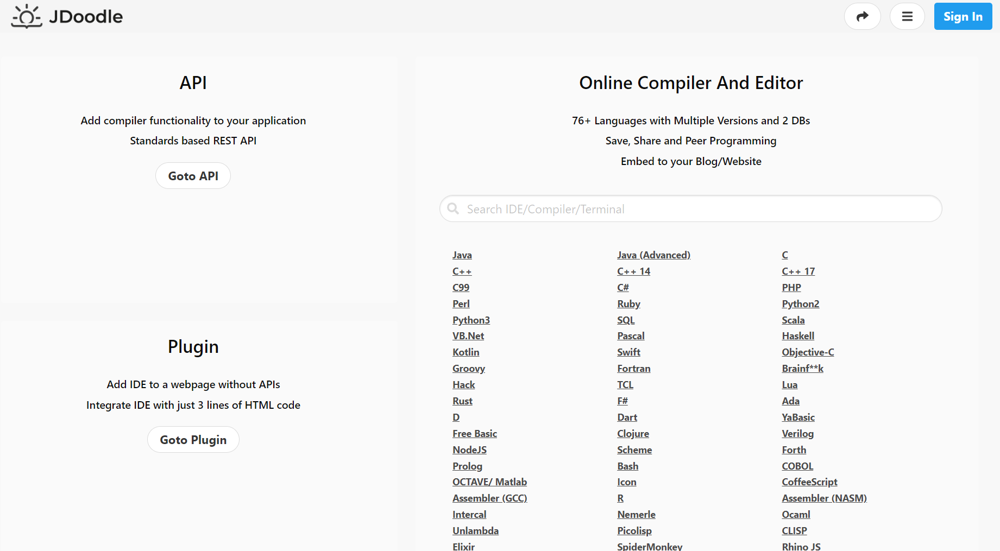 JDoodle
Sign In
API
Add compiler functionality to your application
Standards based REST API
Goto API
Plugin
Add IDE to a webpage without APIs
Integrate IDE with just 3 lines of HTML code
Goto Plugin
Online Compiler And Editor
76+ Languages with Multiple Versions and 2 DBs
Save, Share and Peer Programming
Embed to your Blog/Website
Search IDE/Compiler/Terminal
Java Java (Advanced) C
C++ C++ 14 C++ 17
C99 C# PHP
Perl Ruby Python2
Python3 SQL Scala
VB.Net Pascal Haskell
Kotlin Swift Objective-C
Groovy Fortran Brainf**k
Hack TCL Lua
Rust F# Ada
D Dart YaBasic
Free Basic Clojure Verilog
NodeJS Scheme Forth
Prolog Bash COBOL
OCTAVE/ Matlab Icon CoffeeScript
Assembler (GCC) R Assembler (NASM)
Intercal Nemerle Ocaml
Unlambda Picolisp CLISP
Elixir SpiderMonkey Rhino JS